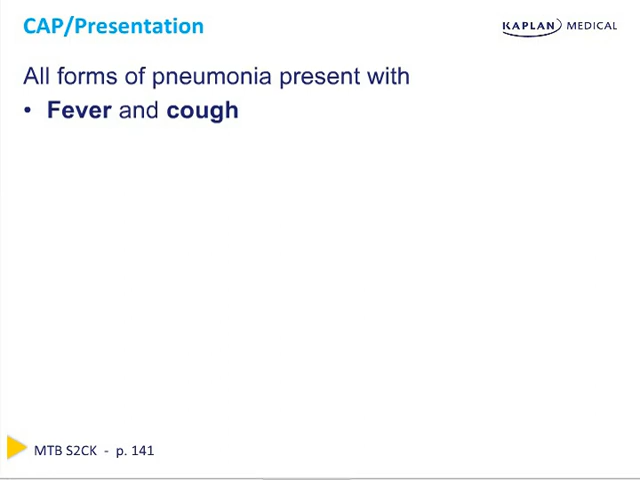 CAP/Presentation
KAPLAN MEDICAL
All forms of pneumonia present with
• Fever and cough
MTB S2CK - p. 141